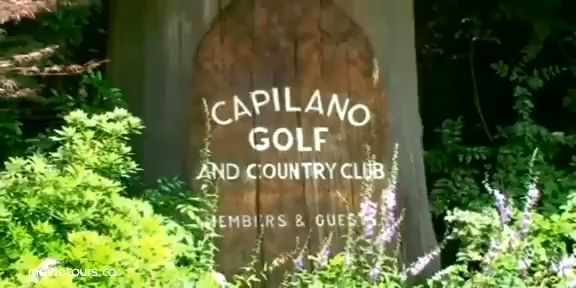 CAPILANO
GOLF
AND COUNTRY CLUB
MEMBERS & GUESTS
movietours.ca